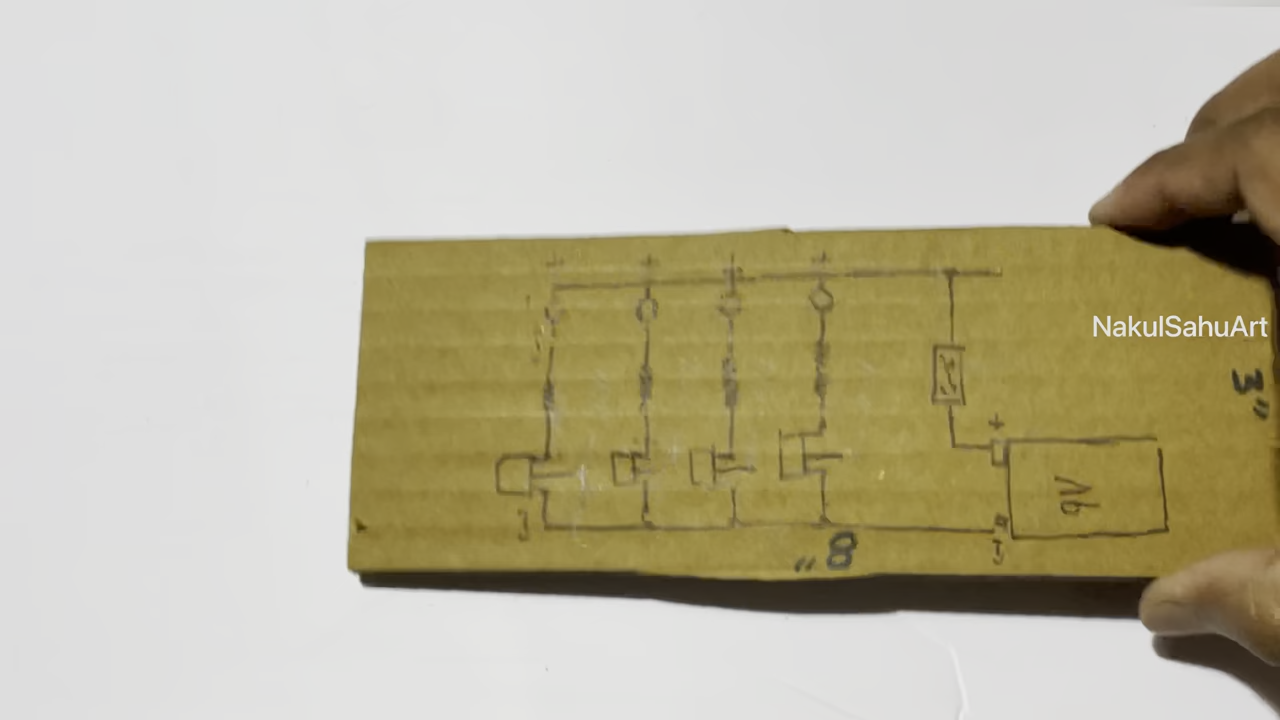 NakulSahuArt
3"
+ + + +
+
9V
8"